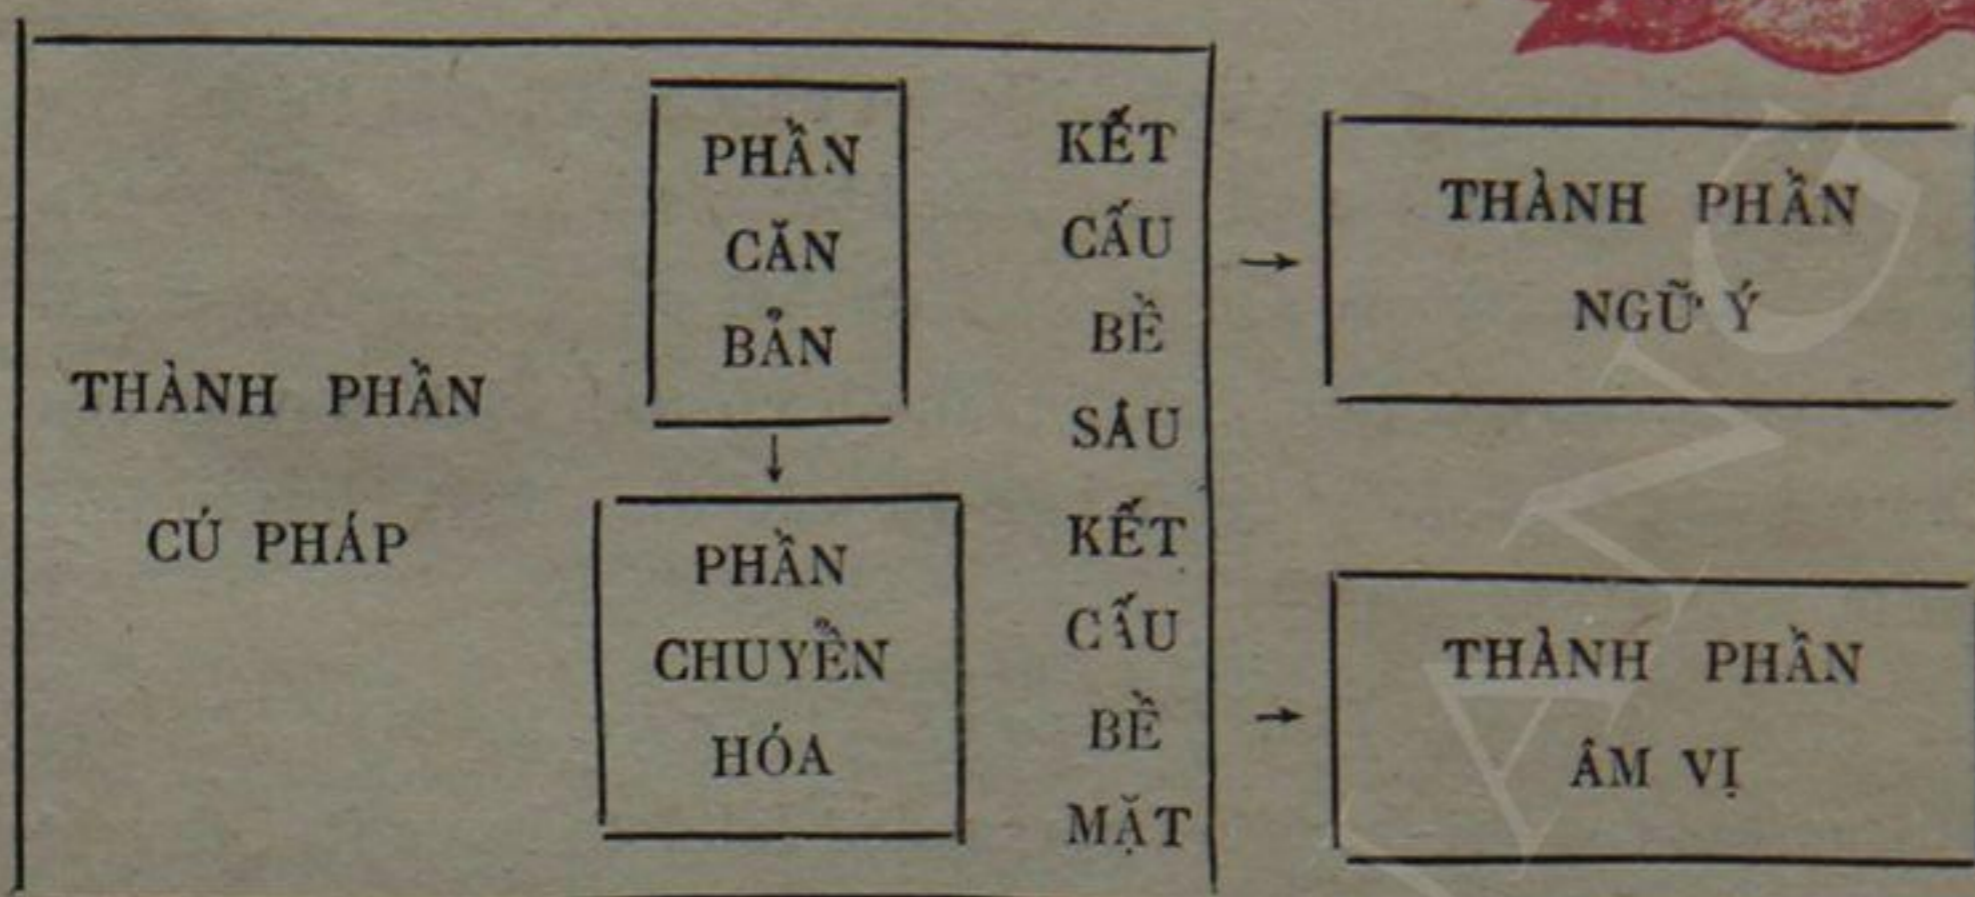 THÀNH PHẦN
CÚ PHÁP
PHẦN
CĂN
BẢN
↓
PHẦN
CHUYỂN
HÓA
KẾT
CẤU
BỀ
SÂU
KẾT
CẤU
BỀ
MẶT
→
THÀNH PHẦN
NGỮ Ý
→
THÀNH PHẦN
ÂM VỊ